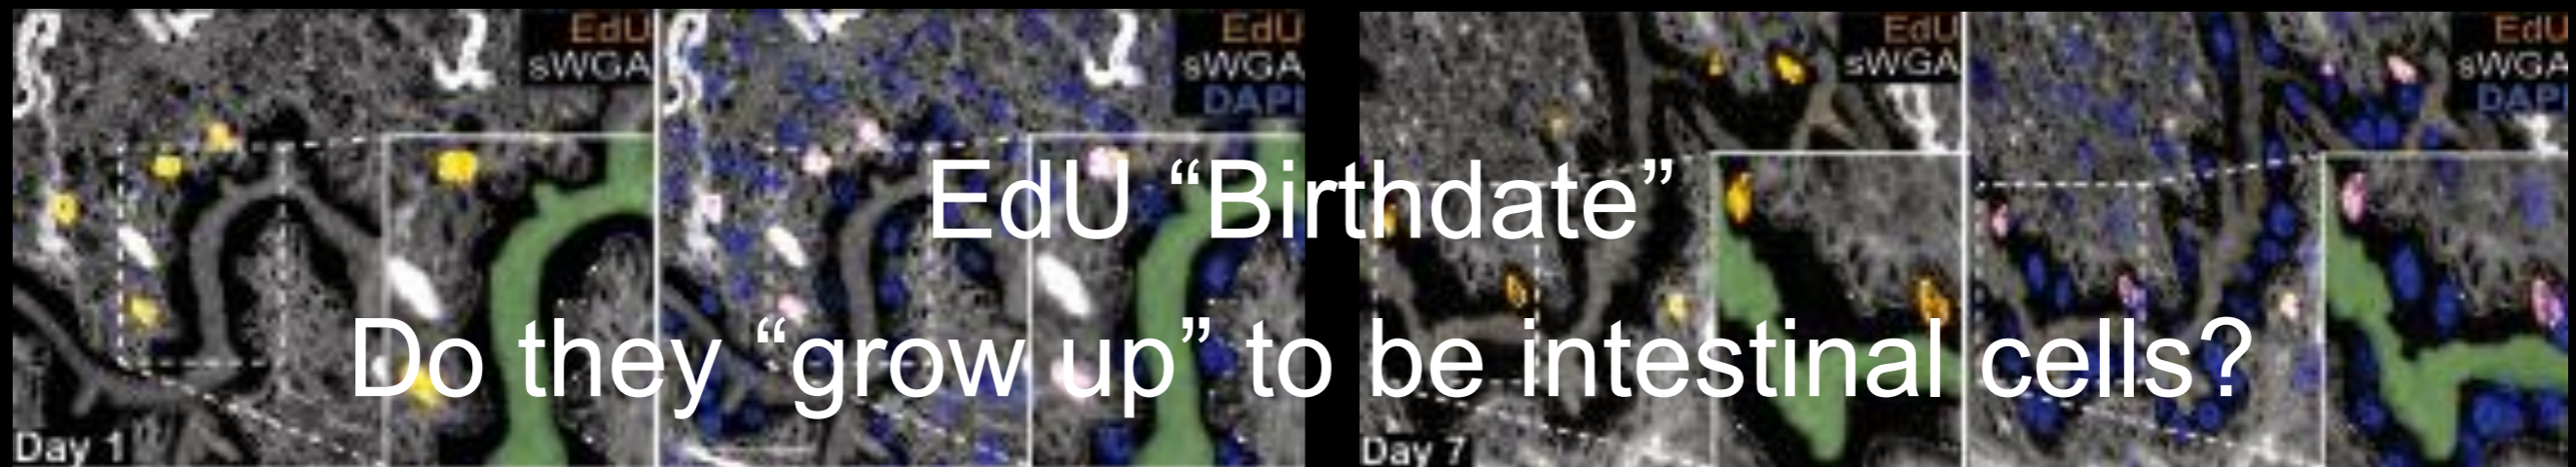 EdU
sWGA
EdU
sWGA
DAPI
EdU
sWGA
EdU
sWGA
DAPI
EdU “Birthdate”
Do they “grow up” to be intestinal cells?
Day 1
Day 7